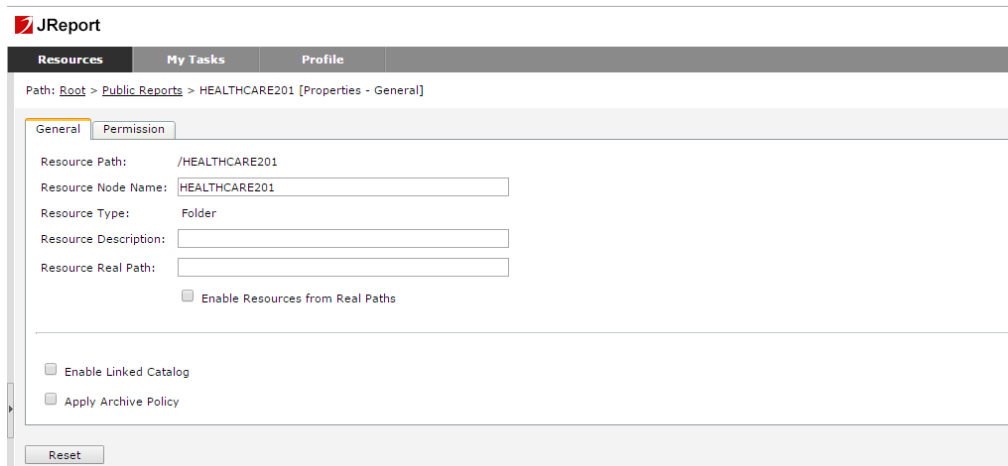 JReport
Resources My Tasks Profile
Path: Root > Public Reports > HEALTHCARE201 [Properties - General]
General Permission
Resource Path: /HEALTHCARE201
Resource Node Name: HEALTHCARE201
Resource Type: Folder
Resource Description:
Resource Real Path:
Enable Resources from Real Paths
Enable Linked Catalog
Apply Archive Policy
Reset